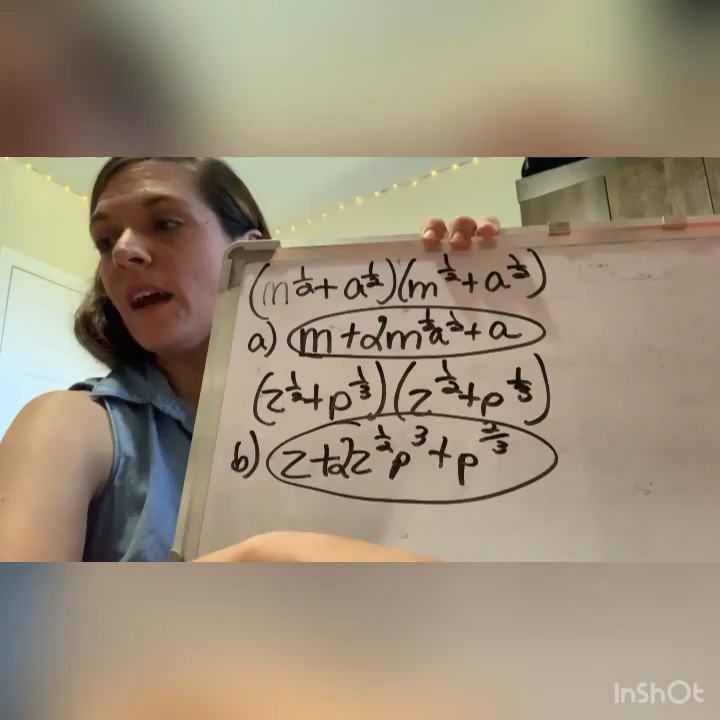 (m^1/2 + a^1/2)(m^1/2 + a^1/2)
a) m + 2m^1/2 a^1/2 + a
(z^1/2 + p^1/3)(z^1/2 + p^1/3)
b) z + 2z^1/2 p^3 + p^2/3
InShOt